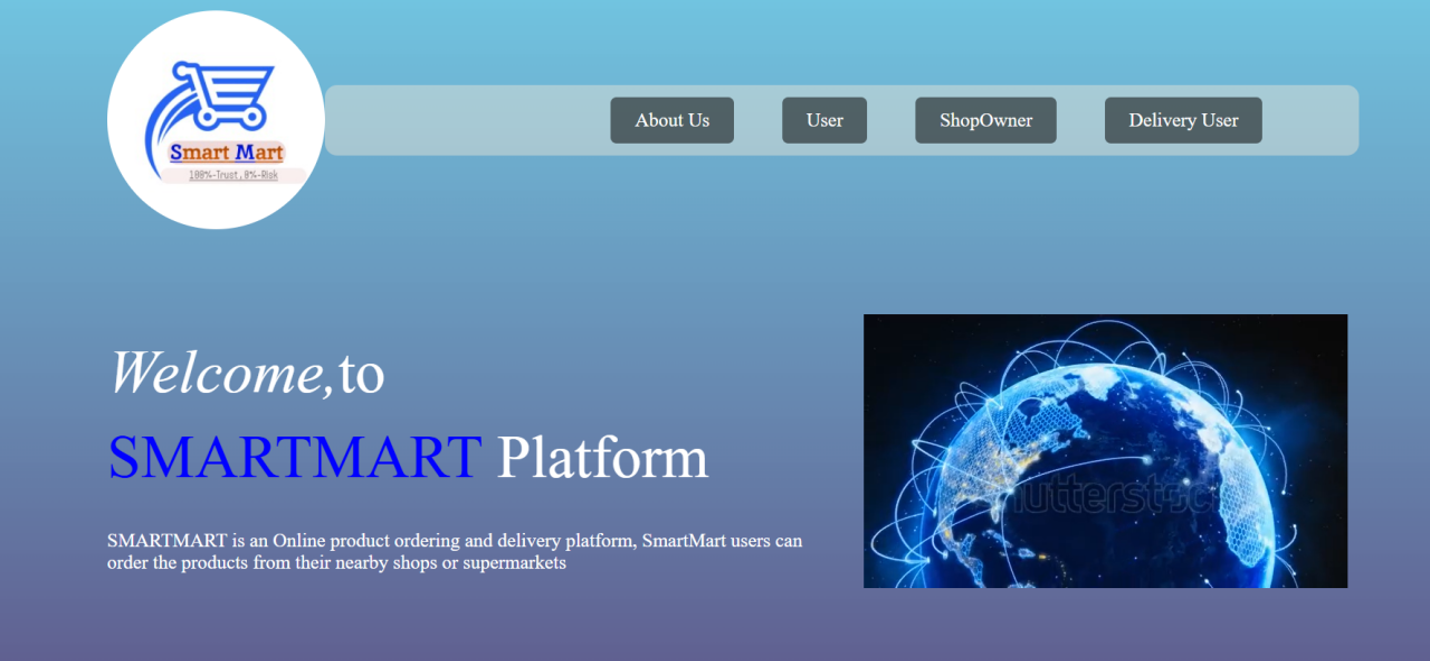 Smart Mart
100%-Trust,0%-Risk
About Us
User
ShopOwner
Delivery User
Welcome,to
SMARTMART Platform
SMARTMART is an Online product ordering and delivery platform, SmartMart users can
order the products from their nearby shops or supermarkets